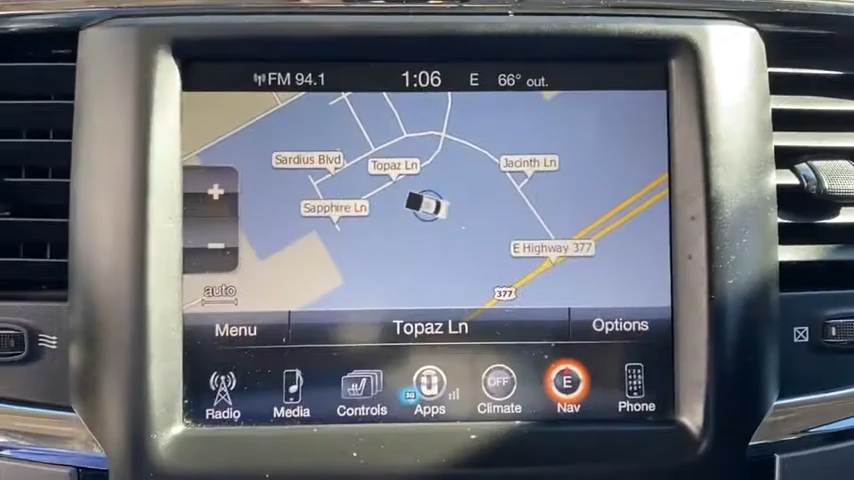 FM 94.1 1:06 E 66° OUT.
Sardius Blvd
Topaz Ln
Jacinth Ln
Sapphire Ln
E Highway 377
377
auto
Menu Topaz Ln Options
3G OFF E
Radio Media Controls Apps Climate Nav Phone